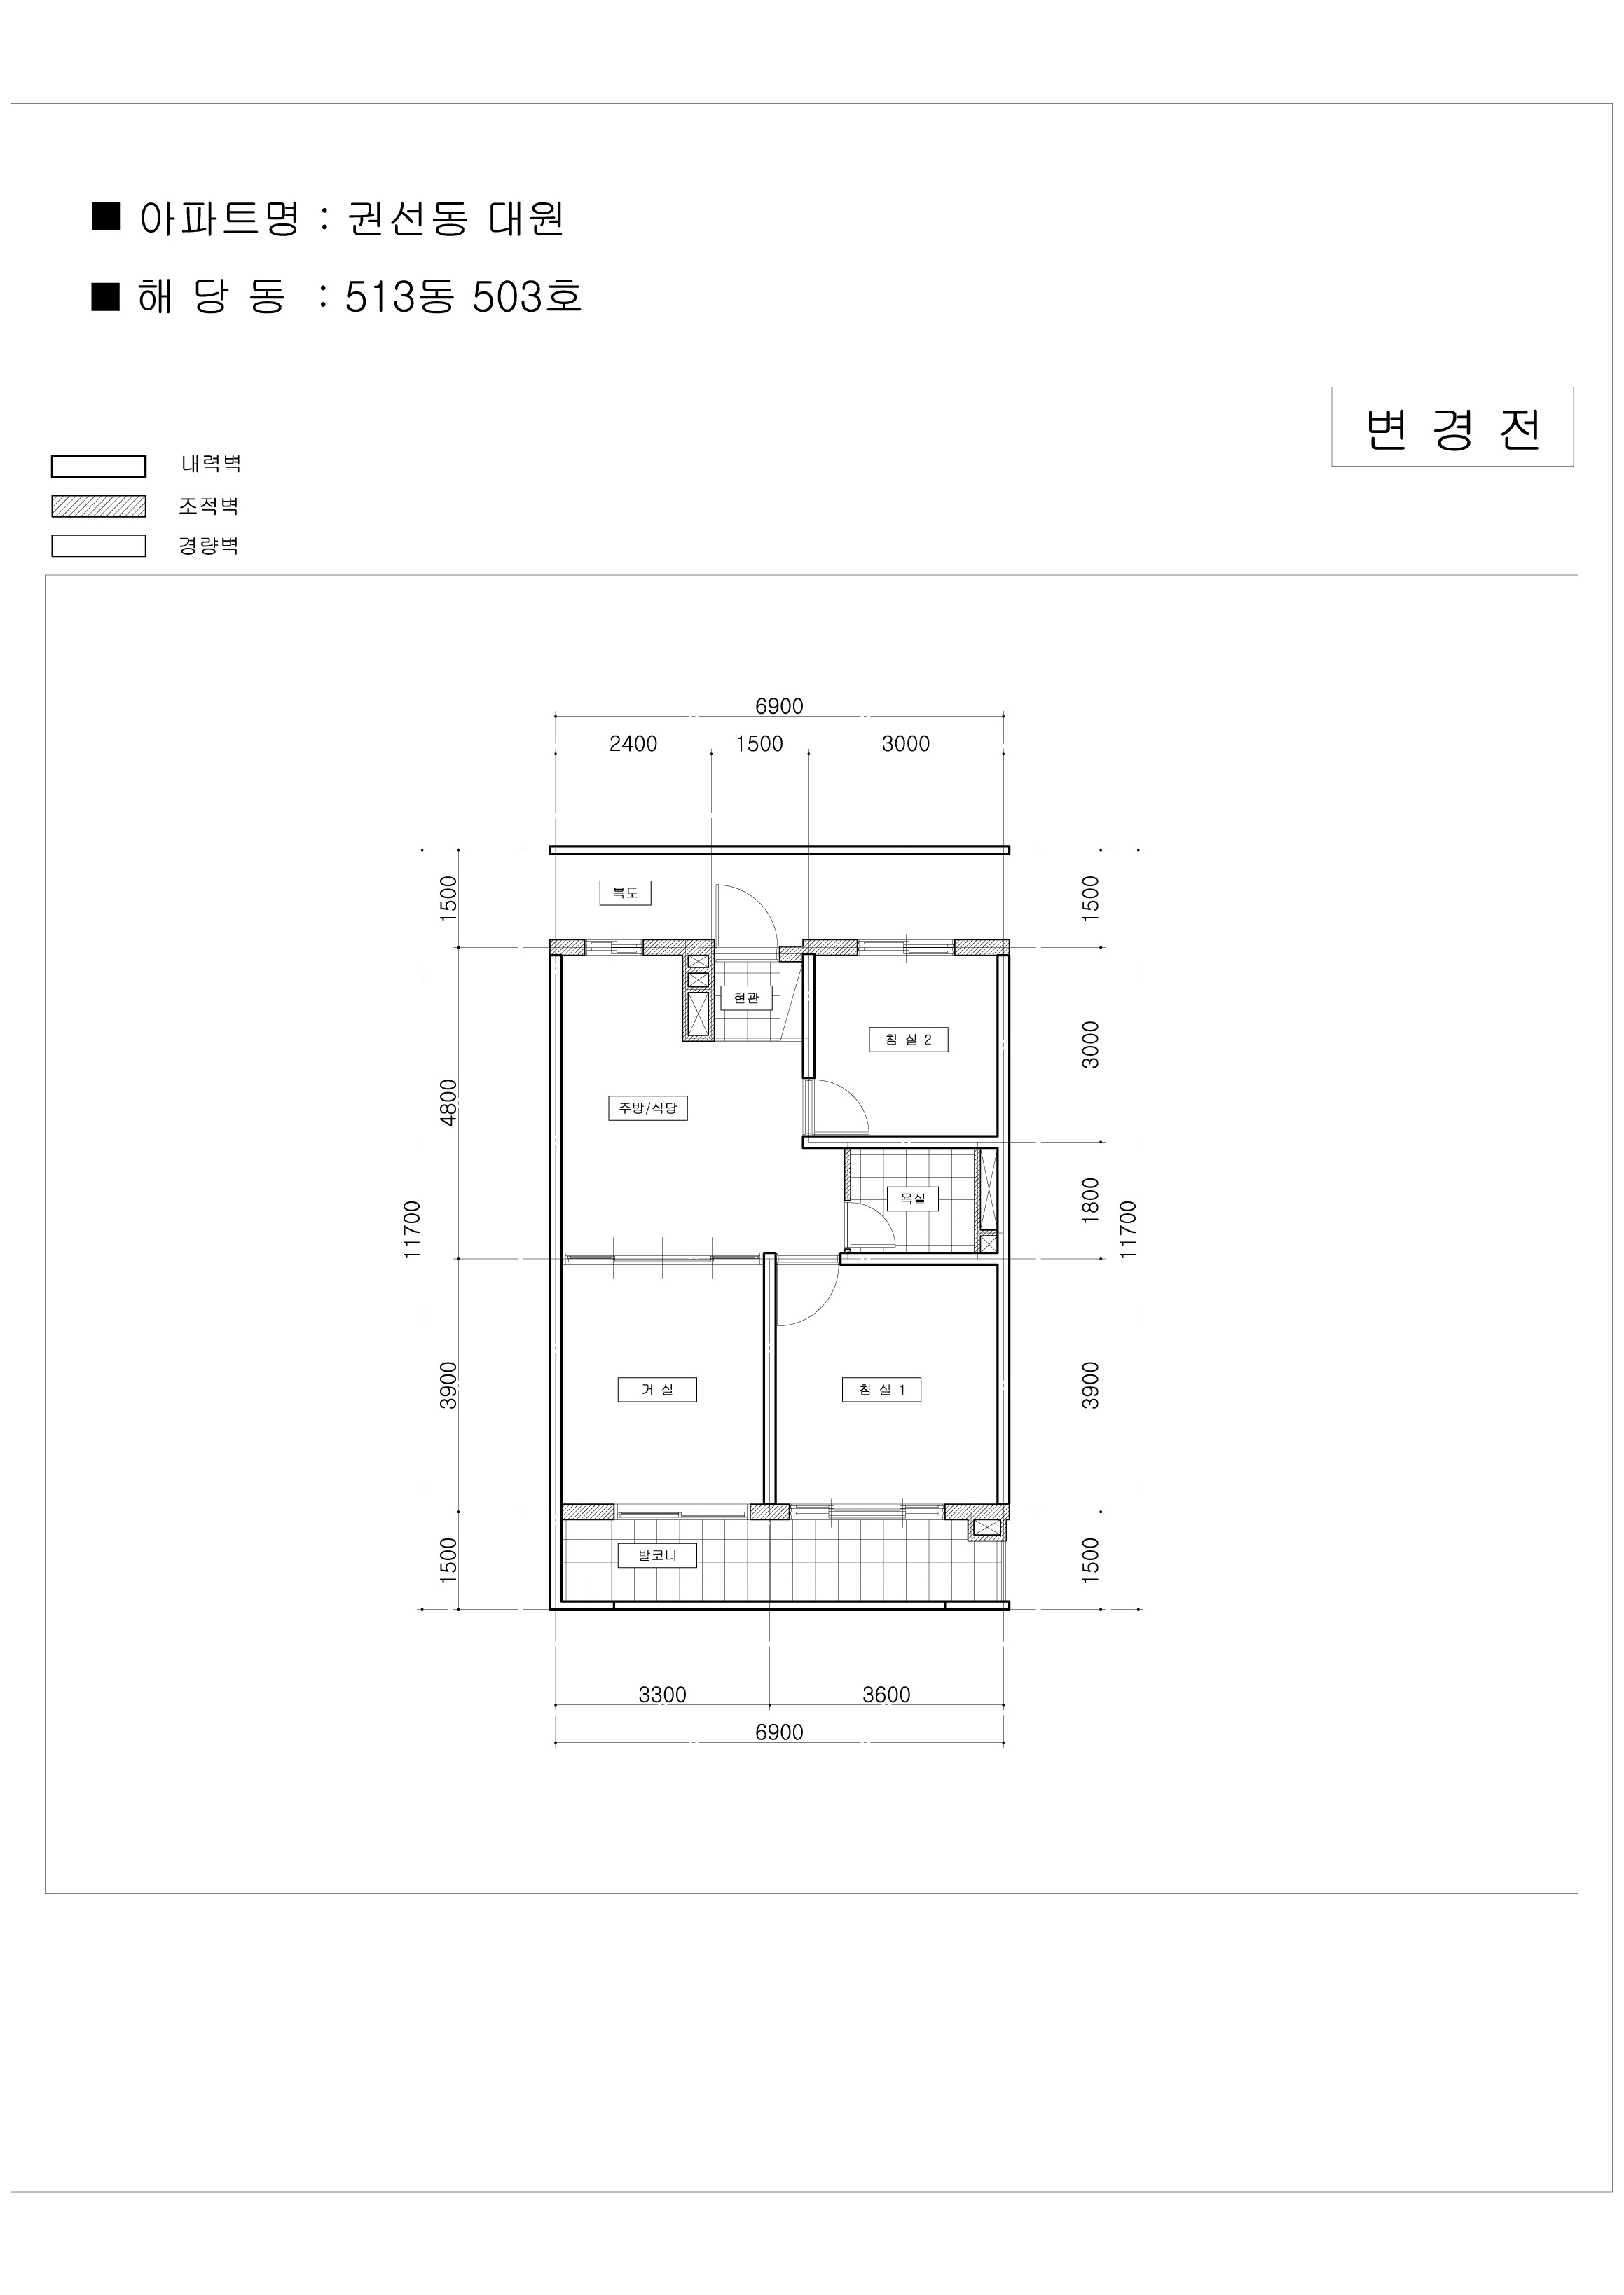 ■ 아파트명 : 권선동 대원
■ 해 당 동 : 513동 503호
변 경 전
내력벽
조적벽
경량벽
6900
2400 1500 3000
1500 1500
복도
현관
침 실 2
3000
4800
주방/식당
욕실
1800
11700 11700
3900 3900
거 실 침 실 1
1500 1500
발코니
3300 3600
6900